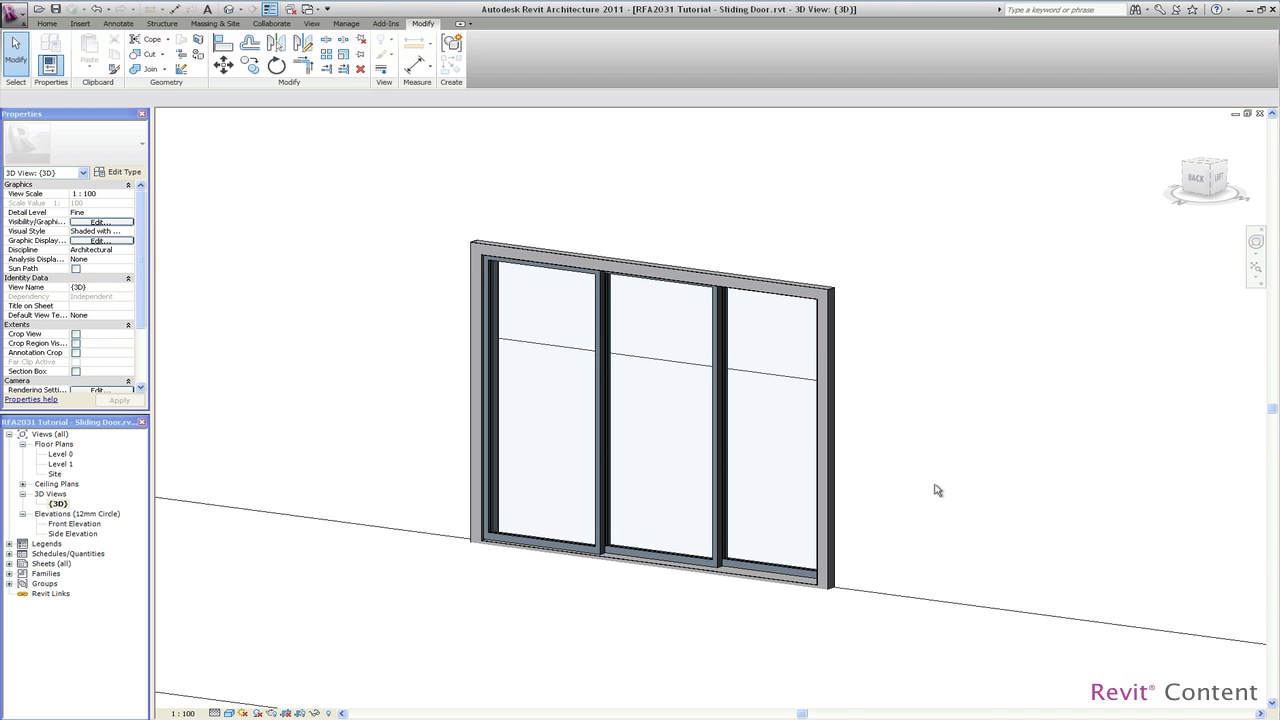 Autodesk Revit Architecture 2011 - [RFA2031 Tutorial - Sliding Door.rvt - 3D View: {3D}]
Type a keyword or phrase
Home Insert Annotate Structure Massing & Site Collaborate View Manage Add-Ins Modify
Modify
Paste
Cope
Cut
Join
Select Properties Clipboard Geometry Modify View Measure Create
Properties
3D View: {3D} Edit Type
Graphics
View Scale 1 : 100
Scale Value 1: 100
Detail Level Fine
Visibility/Graphi... Edit...
Visual Style Shaded with ...
Graphic Display... Edit...
Discipline Architectural
Analysis Displa... None
Sun Path
Identity Data
View Name {3D}
Dependency Independent
Title on Sheet
Default View Te... None
Extents
Crop View
Crop Region Vis...
Annotation Crop
Far Clip Active
Section Box
Camera
Rendering Setti... Edit...
Properties help Apply
RFA2031 Tutorial - Sliding Door.rv...
Views (all)
Floor Plans
Level 0
Level 1
Site
Ceiling Plans
3D Views
{3D}
Elevations (12mm Circle)
Front Elevation
Side Elevation
Legends
Schedules/Quantities
Sheets (all)
Families
Groups
Revit Links
BACK LEFT
1 : 100
Revit® Content